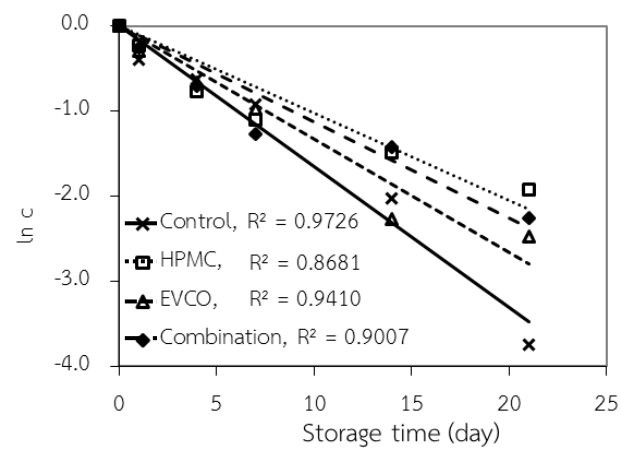 0.0
-1.0
-2.0
-3.0
-4.0
ln c
Control, R² = 0.9726
HPMC, R² = 0.8681
EVCO, R² = 0.9410
Combination, R² = 0.9007
0 5 10 15 20 25
Storage time (day)